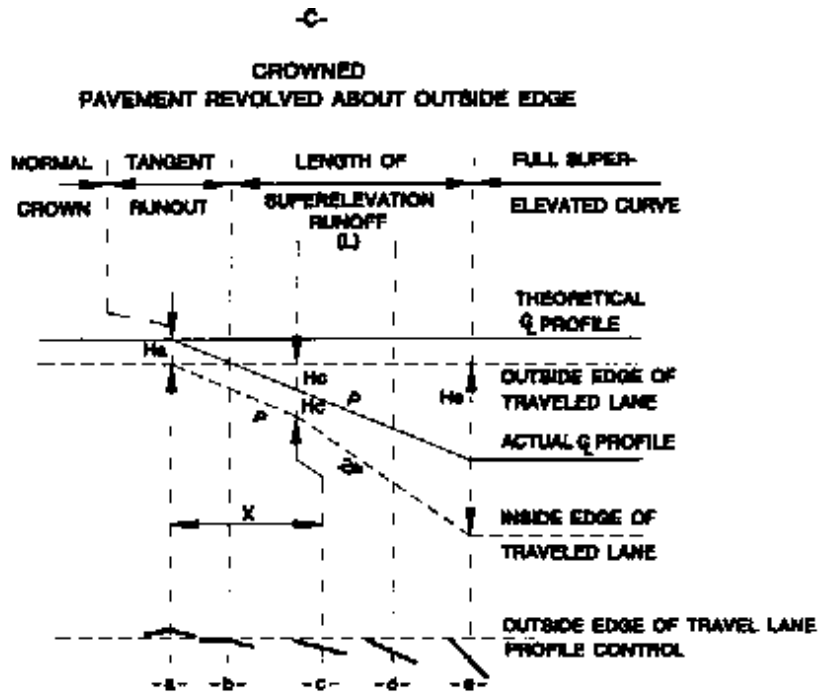 -C-
CROWNED
PAVEMENT REVOLVED ABOUT OUTSIDE EDGE
NORMAL TANGENT LENGTH OF FULL SUPER-
CROWN RUNOUT SUPERELEVATION ELEVATED CURVE
RUNOFF
(L)
THEORETICAL
℄ PROFILE
Ha
Hc
OUTSIDE EDGE OF
Hc P He
TRAVELED LANE
P
ACTUAL ℄ PROFILE
X
INSIDE EDGE OF
TRAVELED LANE
OUTSIDE EDGE OF TRAVEL LANE
PROFILE CONTROL
-a- -b- -c- -d- -e-